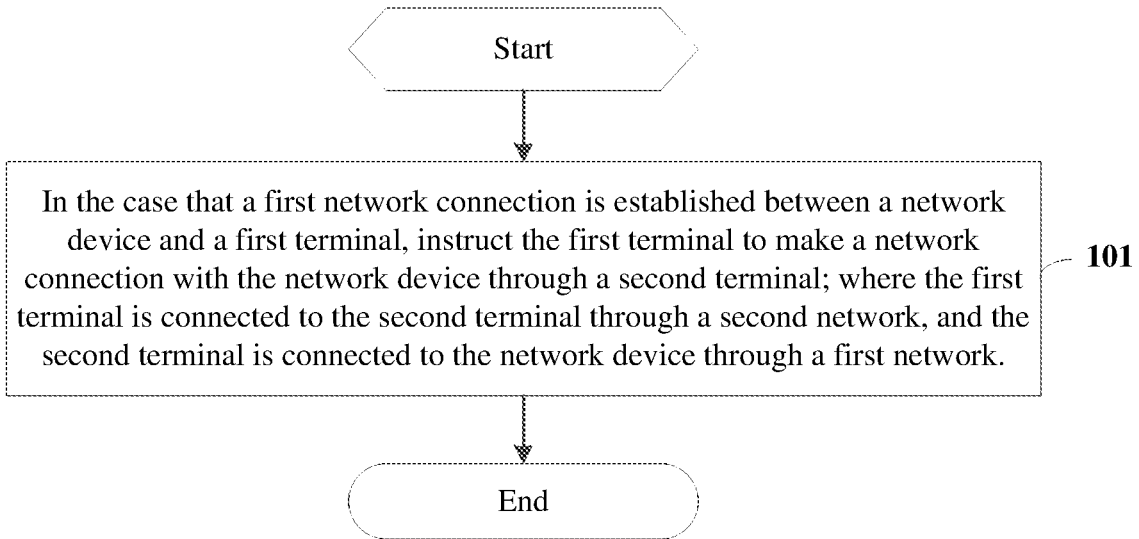 Start
In the case that a first network connection is established between a network
device and a first terminal, instruct the first terminal to make a network
connection with the network device through a second terminal; where the first
terminal is connected to the second terminal through a second network, and the
second terminal is connected to the network device through a first network.
101
End